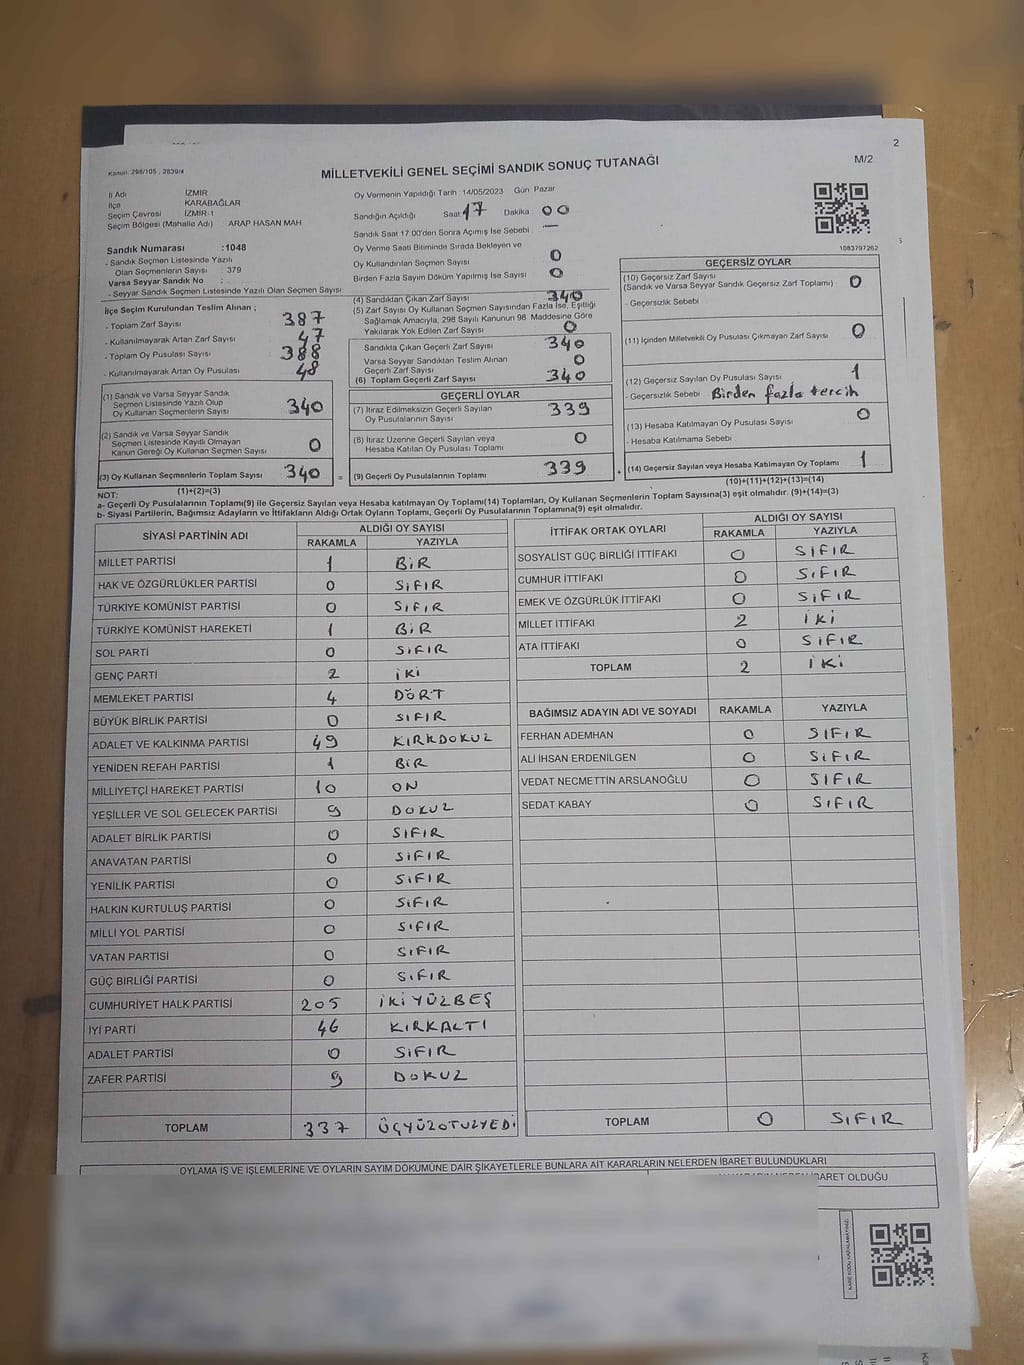 2
Kanun: 298/105 , 2839/4
MİLLETVEKİLİ GENEL SEÇİMİ SANDIK SONUÇ TUTANAĞI
M/2
İl Adı İZMİR
İlçe KARABAĞLAR
Seçim Çevresi İZMİR-1
Seçim Bölgesi (Mahalle Adı) ARAP HASAN MAH
Sandık Numarası :1048
- Sandık Seçmen Listesinde Yazılı
Olan Seçmenlerin Sayısı : 379
Varsa Seyyar Sandık No :
- Seyyar Sandık Seçmen Listesinde Yazılı Olan Seçmen Sayısı
Oy Vermenin Yapıldığı Tarih :14/05/2023 Gün Pazar
Sandığın Açıldığı Saat 17 Dakika 00
Sandık Saat 17:00'den Sonra Açımış İse Sebebi —
Oy Verme Saati Bitiminde Sırada Bekleyen ve
Oy Kullandırılan Seçmen Sayısı 0
Birden Fazla Sayım Döküm Yapılmış İse Sayısı 0
1083797262
İlçe Seçim Kurulundan Teslim Alınan ;
- Toplam Zarf Sayısı 387
- Kullanılmayarak Artan Zarf Sayısı 47
- Toplam Oy Pusulası Sayısı 388
- Kullanılmayarak Artan Oy Pusulası 48
(1) Sandık ve Varsa Seyyar Sandık
Seçmen Listesinde Yazılı Olup
Oy Kullanan Seçmenlerin Sayısı 340
(2) Sandık ve Varsa Seyyar Sandık
Seçmen Listesinde Kayıtlı Olmayan
Kanun Gereği Oy Kullanan Seçmen Sayısı 0
(3) Oy Kullanan Seçmenlerin Toplam Sayısı 340 =
(1)+(2)=(3)
(4) Sandıktan Çıkan Zarf Sayısı 340
(5) Zarf Sayısı Oy Kullanan Seçmen Sayısından Fazla İse, Eşitliği
Sağlamak Amacıyla, 298 Sayılı Kanunun 98. Maddesine Göre
Yakılarak Yok Edilen Zarf Sayısı 0
Sandıkta Çıkan Geçerli Zarf Sayısı 340
Varsa Seyyar Sandıktan Teslim Alınan
Geçerli Zarf Sayısı 0
(6) Toplam Geçerli Zarf Sayısı 340
GEÇERLİ OYLAR
(7) İtiraz Edilmeksizin Geçerli Sayılan
Oy Pusulalarının Sayısı 339
(8) İtiraz Üzerine Geçerli Sayılan veya
Hesaba Katılan Oy Pusulası Toplamı 0
(9) Geçerli Oy Pusulalarının Toplamı 339 +
GEÇERSİZ OYLAR
(10) Geçersiz Zarf Sayısı
(Sandık ve Varsa Seyyar Sandık Geçersiz Zarf Toplamı) 0
- Geçersizlik Sebebi
(11) İçinden Milletvekili Oy Pusulası Çıkmayan Zarf Sayısı 0
(12) Geçersiz Sayılan Oy Pusulası Sayısı 1
- Geçersizlik Sebebi Birden fazla tercih
(13) Hesaba Katılmayan Oy Pusulası Sayısı 0
- Hesaba Katılmama Sebebi
(14) Geçersiz Sayılan veya Hesaba Katılmayan Oy Toplamı 1
(10)+(11)+(12)+(13)=(14)
NOT:
a- Geçerli Oy Pusulalarının Toplamı(9) ile Geçersiz Sayılan veya Hesaba katılmayan Oy Toplamı(14) Toplamları, Oy Kullanan Seçmenlerin Toplam Sayısına(3) eşit olmalıdır. (9)+(14)=(3)
b- Siyasi Partilerin, Bağımsız Adayların ve İttifakların Aldığı Ortak Oyların Toplamı, Geçerli Oy Pusulalarının Toplamına(9) eşit olmalıdır.
SİYASİ PARTİNİN ADI ALDIĞI OY SAYISI
RAKAMLA YAZIYLA
MİLLET PARTİSİ 1 BİR
HAK VE ÖZGÜRLÜKLER PARTİSİ 0 SIFIR
TÜRKİYE KOMÜNİST PARTİSİ 0 SIFIR
TÜRKİYE KOMÜNİST HAREKETİ 1 BİR
SOL PARTİ 0 SIFIR
GENÇ PARTİ 2 İKİ
MEMLEKET PARTİSİ 4 DÖRT
BÜYÜK BİRLİK PARTİSİ 0 SIFIR
ADALET VE KALKINMA PARTİSİ 49 KIRKDOKUZ
YENİDEN REFAH PARTİSİ 1 BİR
MİLLİYETÇİ HAREKET PARTİSİ 10 ON
YEŞİLLER VE SOL GELECEK PARTİSİ 9 DOKUZ
ADALET BİRLİK PARTİSİ 0 SIFIR
ANAVATAN PARTİSİ 0 SIFIR
YENİLİK PARTİSİ 0 SIFIR
HALKIN KURTULUŞ PARTİSİ 0 SIFIR
MİLLİ YOL PARTİSİ 0 SIFIR
VATAN PARTİSİ 0 SIFIR
GÜÇ BİRLİĞİ PARTİSİ 0 SIFIR
CUMHURİYET HALK PARTİSİ 205 İKİYÜZBEŞ
İYİ PARTİ 46 KIRKALTI
ADALET PARTİSİ 0 SIFIR
ZAFER PARTİSİ 9 DOKUZ
TOPLAM 337 ÜÇYÜZOTUZYEDİ
İTTİFAK ORTAK OYLARI ALDIĞI OY SAYISI
RAKAMLA YAZIYLA
SOSYALİST GÜÇ BİRLİĞİ İTTİFAKI 0 SIFIR
CUMHUR İTTİFAKI 0 SIFIR
EMEK VE ÖZGÜRLÜK İTTİFAKI 0 SIFIR
MİLLET İTTİFAKI 2 İKİ
ATA İTTİFAKI 0 SIFIR
TOPLAM 2 İKİ
BAĞIMSIZ ADAYIN ADI VE SOYADI RAKAMLA YAZIYLA
FERHAN ADEMHAN 0 SIFIR
ALİ İHSAN ERDENİLGEN 0 SIFIR
VEDAT NECMETTİN ARSLANOĞLU 0 SIFIR
SEDAT KABAY 0 SIFIR
TOPLAM 0 SIFIR
OYLAMA İŞ VE İŞLEMLERİNE VE OYLARIN SAYIM DÖKÜMÜNE DAİR ŞİKAYETLERLE BUNLARA AİT KARARLARIN NELERDEN İBARET BULUNDUKLARI
İBARET OLDUĞU